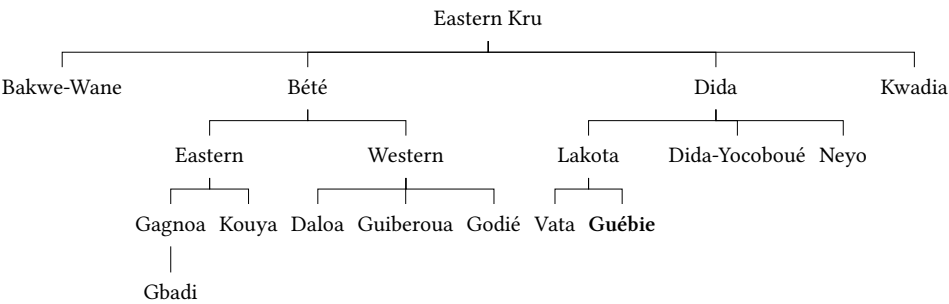 Eastern Kru
Bakwe-Wane Bété Dida Kwadia
Eastern Western Lakota Dida-Yocoboué Neyo
Gagnoa Kouya Daloa Guiberoua Godié Vata Guébie
Gbadi